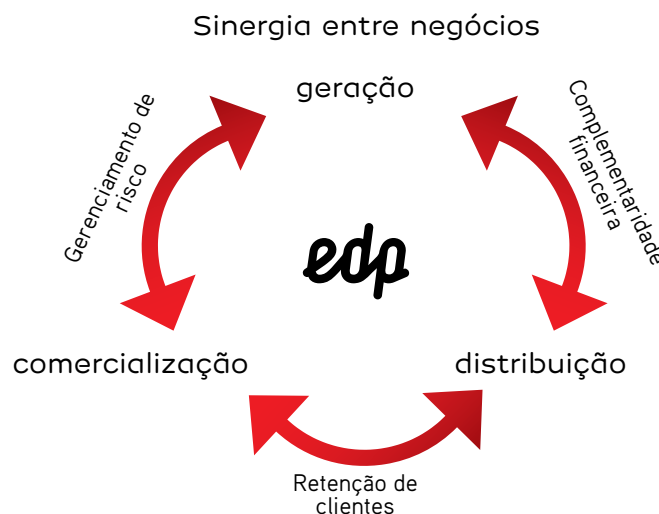 Sinergia entre negócios
geração
Gerenciamento de
risco
Complementaridade
financeira
edp
comercialização
distribuição
Retenção de
clientes